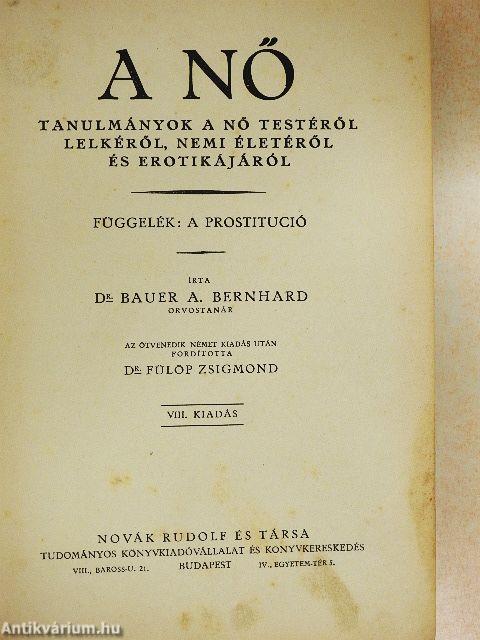 A NŐ
TANULMÁNYOK A NŐ TESTÉRŐL
LELKÉRŐL, NEMI ÉLETÉRŐL
ÉS EROTIKÁJÁRÓL
FÜGGELÉK: A PROSTITUCIÓ
IRTA
DR. BAUER A. BERNHARD
ORVOSTANÁR
AZ ÖTVENEDIK NÉMET KIADÁS UTÁN
FORDÍTOTTA
DR. FÜLÖP ZSIGMOND
VIII. KIADÁS
NOVÁK RUDOLF ÉS TÁRSA
TUDOMÁNYOS KÖNYVKIADÓVÁLLALAT ÉS KÖNYVKERESKEDÉS
VIII., BAROSS-U. 21. BUDAPEST IV., EGYETEM-TÉR 5.
Antikvárium.hu